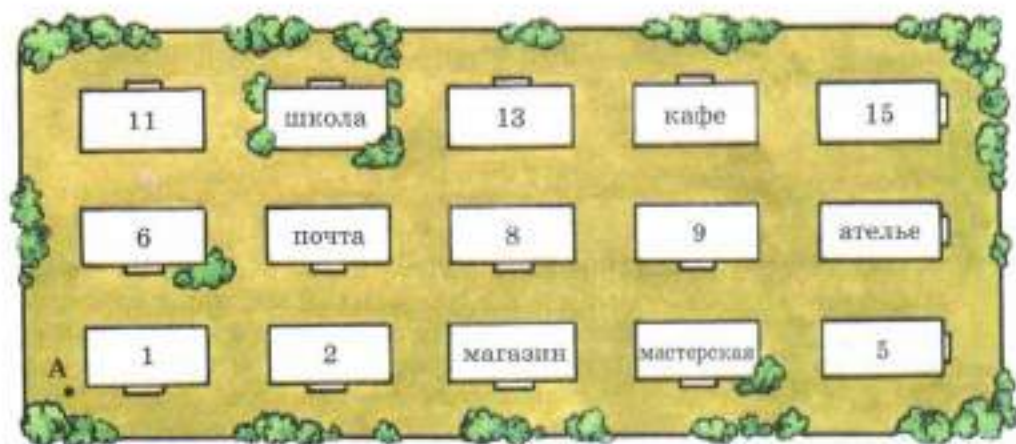 11 школа 13 кафе 15
6 почта 8 9 ателье
1 2 магазин мастерская 5
А